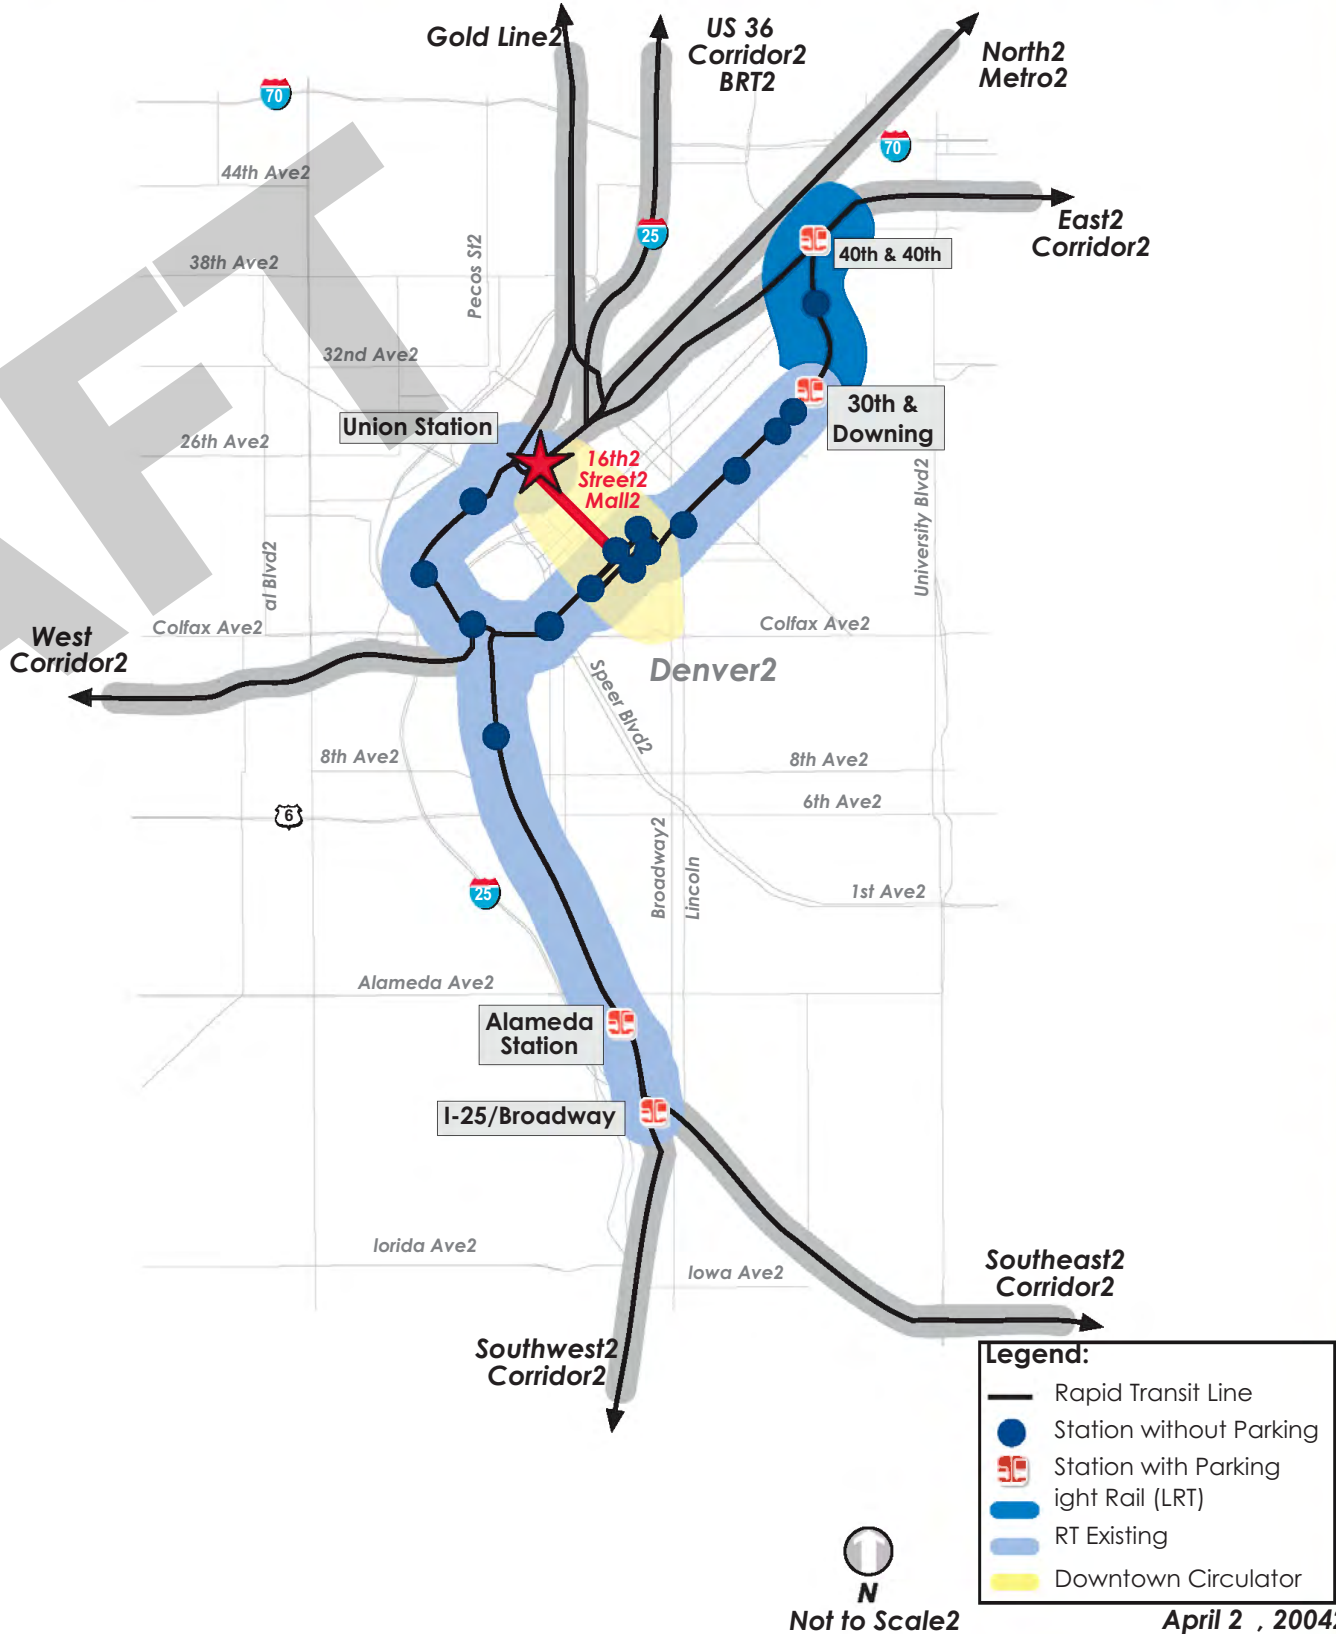 Gold Line2
US 36
Corridor2
BRT2
North2
Metro2
70
70
44th Ave2
East2
Corridor2
25
40th & 40th
38th Ave2
Pecos St2
32nd Ave2
30th &
Downing
Union Station
26th Ave2
16th2
Street2
Mall2
University Blvd2
al Blvd2
Colfax Ave2
Colfax Ave2
West
Corridor2
Denver2
Speer Blvd2
8th Ave2
8th Ave2
6th Ave2
6
Broadway2
Lincoln
25
1st Ave2
Alameda Ave2
Alameda
Station
I-25/Broadway
lorida Ave2
Iowa Ave2
Southeast2
Corridor2
Southwest2
Corridor2
Legend:
Rapid Transit Line
Station without Parking
Station with Parking
ight Rail (LRT)
RT Existing
Downtown Circulator
N
Not to Scale2
April 2 , 2004
AFT